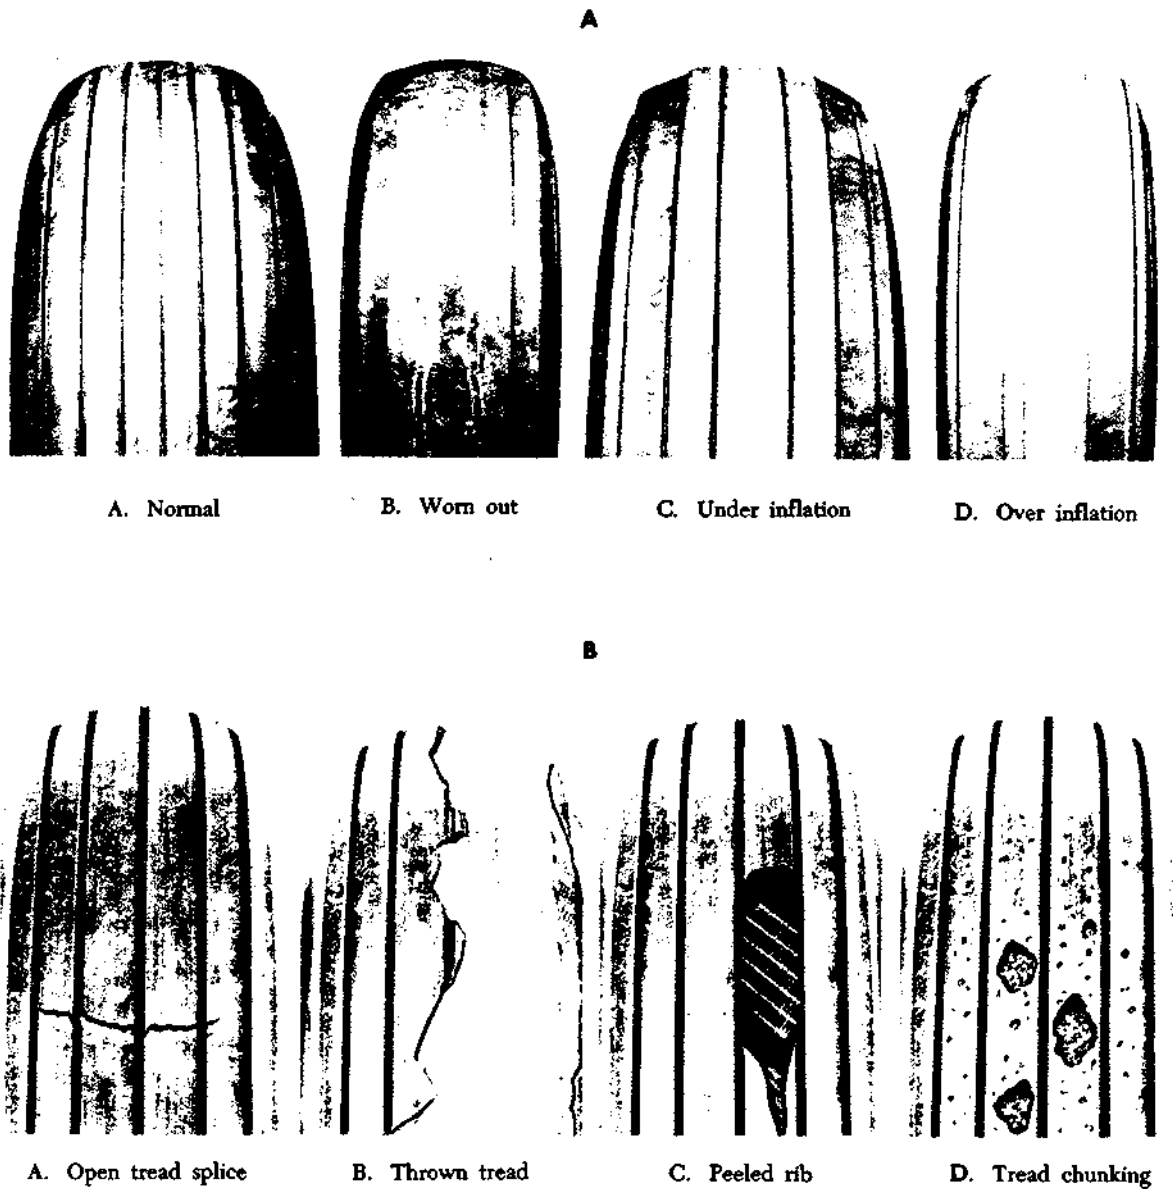 A
A. Normal
B. Worn out
C. Under inflation
D. Over inflation
B
A. Open tread splice
B. Thrown tread
C. Peeled rib
D. Tread chunking